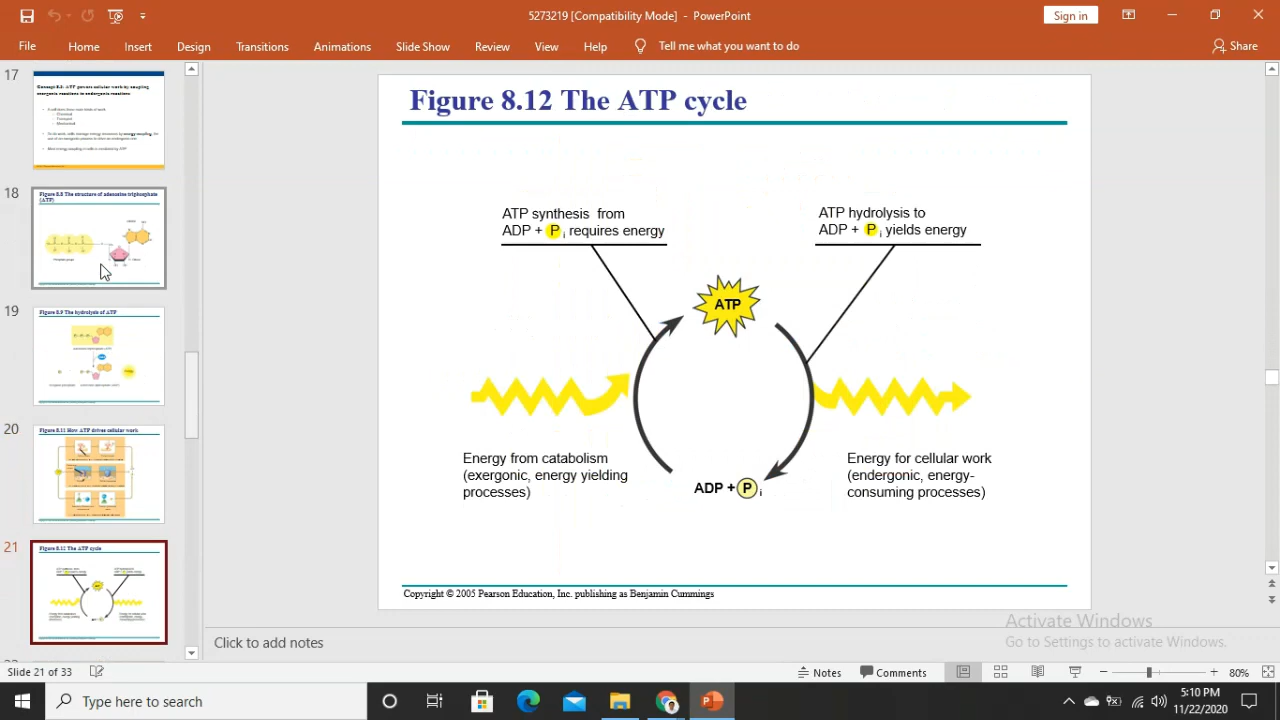 5273219 [Compatibility Mode] - PowerPoint
Sign in
File Home Insert Design Transitions Animations Slide Show Review View Help Tell me what you want to do Share
17
18
Figure 8.8 The structure of adenosine triphosphate
(ATP)
19
Figure 8.9 The hydrolysis of ATP
20
Figure 8.11 How ATP drives cellular work
21
Figure 8.12 The ATP cycle
Figure 8.12 The ATP cycle
ATP synthesis from
ADP + P i requires energy
ATP hydrolysis to
ADP + P i yields energy
ATP
Energy from catabolism
(exergonic, energy yielding
processes)
Energy for cellular work
(endergonic, energy-
consuming processes)
ADP + P i
Copyright © 2005 Pearson Education, Inc. publishing as Benjamin Cummings
Activate Windows
Go to Settings to activate Windows.
Click to add notes
Slide 21 of 33
Notes Comments 80%
Type here to search
5:10 PM
11/22/2020